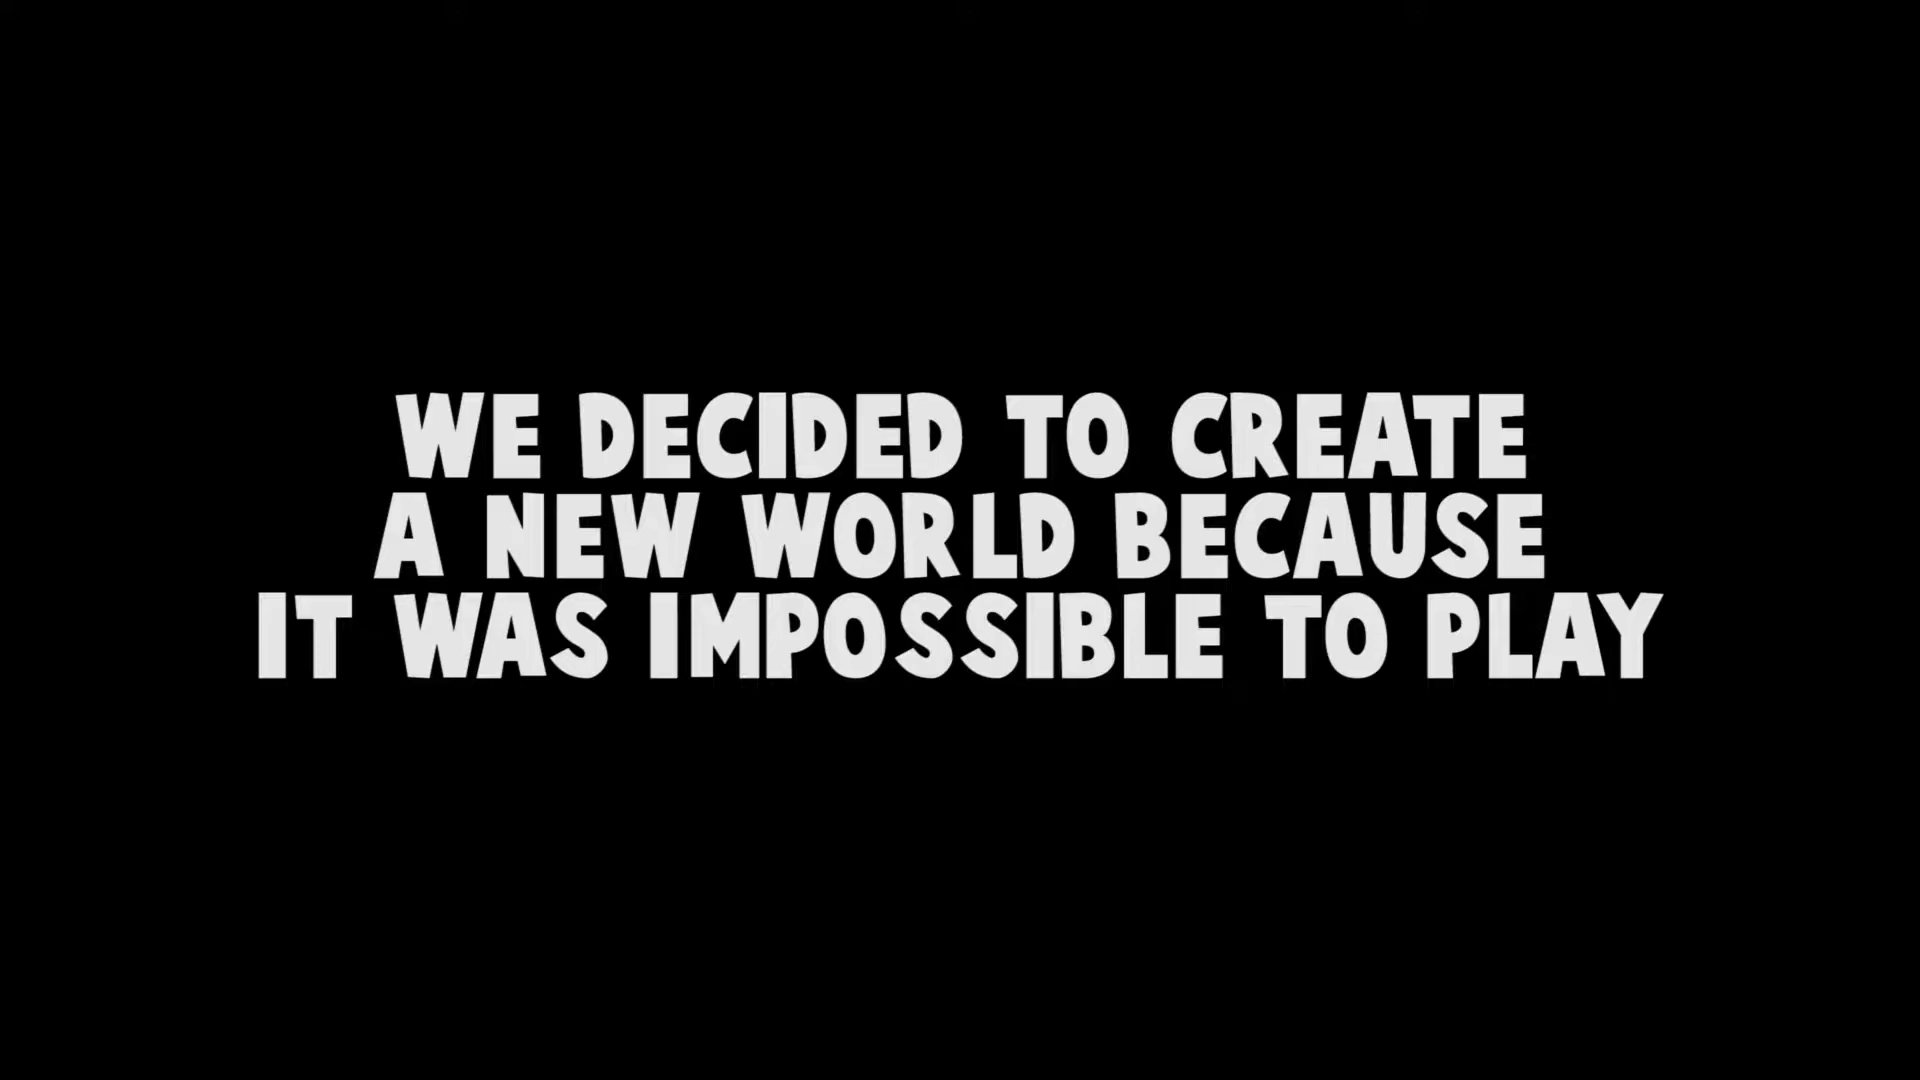 WE DECIDED TO CREATE
A NEW WORLD BECAUSE
IT WAS IMPOSSIBLE TO PLAY